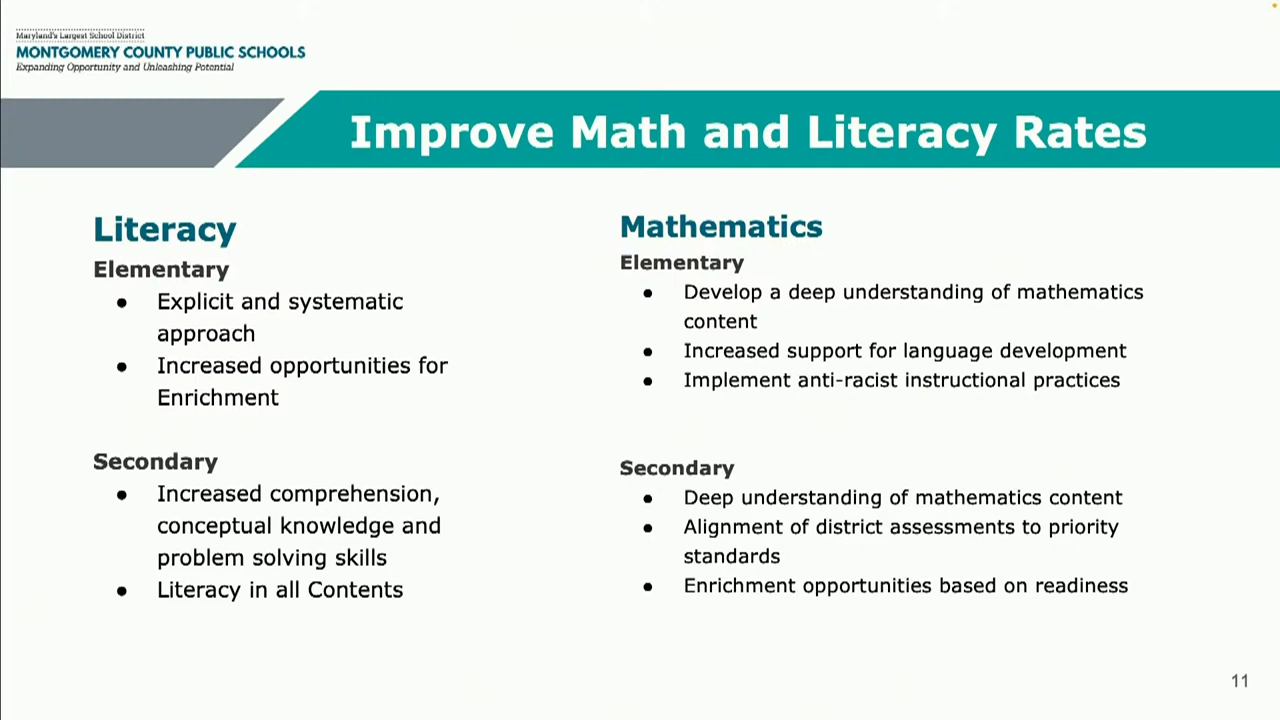 Maryland's Largest School District
MONTGOMERY COUNTY PUBLIC SCHOOLS
Expanding Opportunity and Unleashing Potential
Improve Math and Literacy Rates
Literacy
Elementary
● Explicit and systematic
approach
● Increased opportunities for
Enrichment
Secondary
● Increased comprehension,
conceptual knowledge and
problem solving skills
● Literacy in all Contents
Mathematics
Elementary
● Develop a deep understanding of mathematics
content
● Increased support for language development
● Implement anti-racist instructional practices
Secondary
● Deep understanding of mathematics content
● Alignment of district assessments to priority
standards
● Enrichment opportunities based on readiness
11